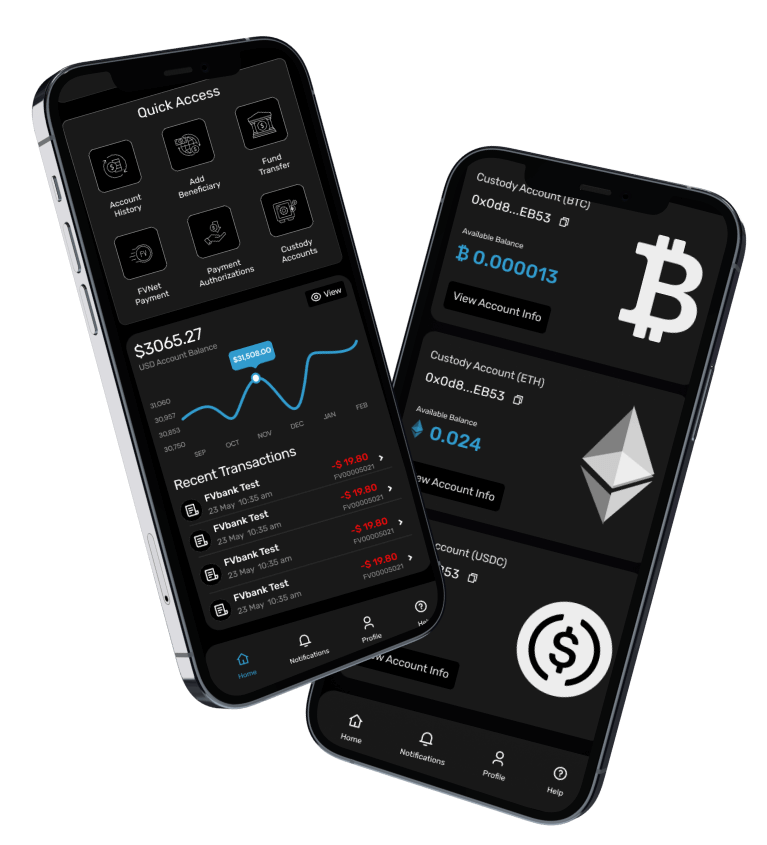 Quick Access
Account
History
Add
Beneficiary
Fund
Transfer
FV
FVNet
Payment
Payment
Authorizations
Custody
Accounts
$3065.27
View
USD Account Balance
$31,508.00
31,060
30,957
30,853
30,750
SEP
OCT
NOV
DEC
JAN
FEB
Recent Transactions
FVbank Test
-$ 19.80
23 May 10:35 am
FV00005021
FVbank Test
-$ 19.80
23 May 10:35 am
FV00005021
FVbank Test
-$ 19.80
23 May 10:35 am
FV00005021
FVbank Test
-$ 19.80
23 May 10:35 am
FV00005021
Home
Notifications
Profile
Custody Account (BTC)
0x0d8...EB53
Available Balance
₿ 0.000013
View Account Info
Custody Account (ETH)
0x0d8...EB53
Available Balance
0.024
Account Info
(USDC)
53
Account Info
Home
Notifications
Profile
Help